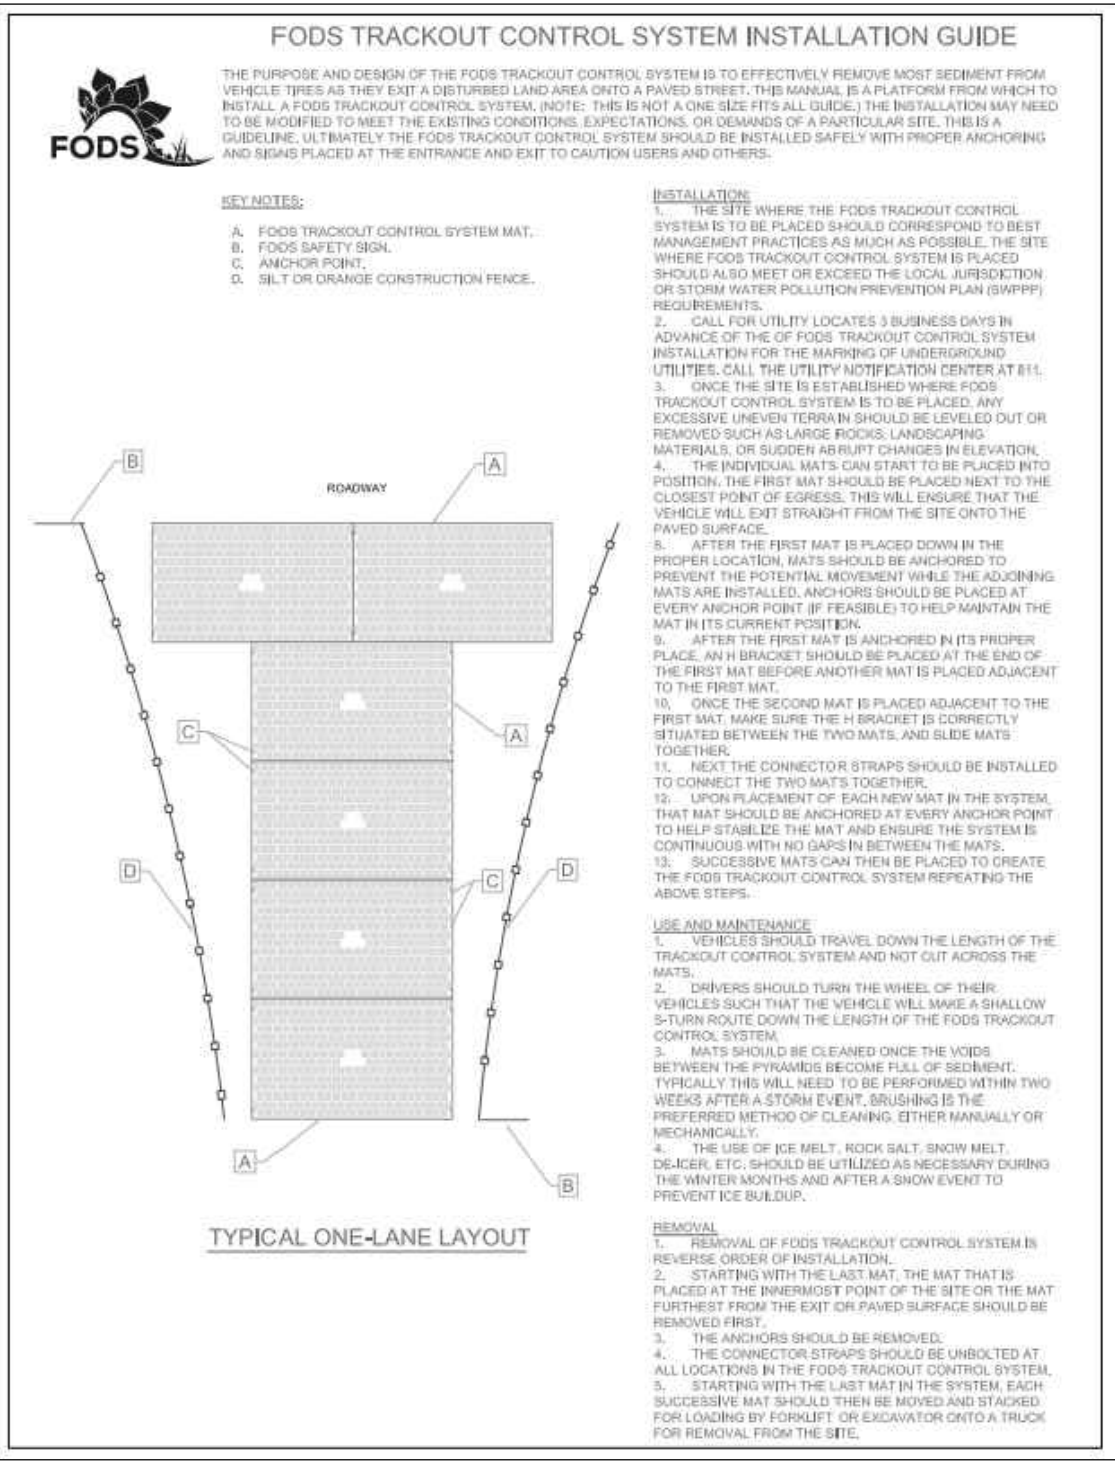 FODS TRACKOUT CONTROL SYSTEM INSTALLATION GUIDE
THE PURPOSE AND DESIGN OF THE FODS TRACKOUT CONTROL SYSTEM IS TO EFFECTIVELY REMOVE MOST SEDIMENT FROM
VEHICLE TIRES AS THEY EXIT A DISTURBED LAND AREA ONTO A PAVED STREET. THIS MANUAL IS A PLATFORM FROM WHICH TO
INSTALL A FODS TRACKOUT CONTROL SYSTEM. (NOTE: THIS IS NOT A ONE SIZE FITS ALL GUIDE.) THE INSTALLATION MAY NEED
TO BE MODIFIED TO MEET THE EXISTING CONDITIONS, EXPECTATIONS, OR DEMANDS OF A PARTICULAR SITE. THIS IS A
GUIDELINE. ULTIMATELY THE FODS TRACKOUT CONTROL SYSTEM SHOULD BE INSTALLED SAFELY WITH PROPER ANCHORING
AND SIGNS PLACED AT THE ENTRANCE AND EXIT TO CAUTION USERS AND OTHERS.
FODS
KEY NOTES:
A. FODS TRACKOUT CONTROL SYSTEM MAT.
B. FODS SAFETY SIGN.
C. ANCHOR POINT.
D. SILT OR ORANGE CONSTRUCTION FENCE.
B
A
ROADWAY
C
A
D
C
D
A
B
TYPICAL ONE-LANE LAYOUT
INSTALLATION:
1. THE SITE WHERE THE FODS TRACKOUT CONTROL
SYSTEM IS TO BE PLACED SHOULD CORRESPOND TO BEST
MANAGEMENT PRACTICES AS MUCH AS POSSIBLE. THE SITE
WHERE FODS TRACKOUT CONTROL SYSTEM IS PLACED
SHOULD ALSO MEET OR EXCEED THE LOCAL JURISDICTION
OR STORM WATER POLLUTION PREVENTION PLAN (SWPPP)
REQUIREMENTS.
2. CALL FOR UTILITY LOCATES 3 BUSINESS DAYS IN
ADVANCE OF THE OF FODS TRACKOUT CONTROL SYSTEM
INSTALLATION FOR THE MARKING OF UNDERGROUND
UTILITIES. CALL THE UTILITY NOTIFICATION CENTER AT 811.
3. ONCE THE SITE IS ESTABLISHED WHERE FODS
TRACKOUT CONTROL SYSTEM IS TO BE PLACED, ANY
EXCESSIVE UNEVEN TERRAIN SHOULD BE LEVELED OUT OR
REMOVED SUCH AS LARGE ROCKS, LANDSCAPING
MATERIALS, OR SUDDEN ABRUPT CHANGES IN ELEVATION.
4. THE INDIVIDUAL MATS CAN START TO BE PLACED INTO
POSITION. THE FIRST MAT SHOULD BE PLACED NEXT TO THE
CLOSEST POINT OF EGRESS. THIS WILL ENSURE THAT THE
VEHICLE WILL EXIT STRAIGHT FROM THE SITE ONTO THE
PAVED SURFACE.
8. AFTER THE FIRST MAT IS PLACED DOWN IN THE
PROPER LOCATION, MATS SHOULD BE ANCHORED TO
PREVENT THE POTENTIAL MOVEMENT WHILE THE ADJOINING
MATS ARE INSTALLED. ANCHORS SHOULD BE PLACED AT
EVERY ANCHOR POINT (IF FEASIBLE) TO HELP MAINTAIN THE
MAT IN ITS CURRENT POSITION.
9. AFTER THE FIRST MAT IS ANCHORED IN ITS PROPER
PLACE, AN H BRACKET SHOULD BE PLACED AT THE END OF
THE FIRST MAT BEFORE ANOTHER MAT IS PLACED ADJACENT
TO THE FIRST MAT.
10. ONCE THE SECOND MAT IS PLACED ADJACENT TO THE
FIRST MAT, MAKE SURE THE H BRACKET IS CORRECTLY
SITUATED BETWEEN THE TWO MATS, AND SLIDE MATS
TOGETHER.
11. NEXT THE CONNECTOR STRAPS SHOULD BE INSTALLED
TO CONNECT THE TWO MATS TOGETHER.
12. UPON PLACEMENT OF EACH NEW MAT IN THE SYSTEM,
THAT MAT SHOULD BE ANCHORED AT EVERY ANCHOR POINT
TO HELP STABILIZE THE MAT AND ENSURE THE SYSTEM IS
CONTINUOUS WITH NO GAPS IN BETWEEN THE MATS.
13. SUCCESSIVE MATS CAN THEN BE PLACED TO CREATE
THE FODS TRACKOUT CONTROL SYSTEM REPEATING THE
ABOVE STEPS.
USE AND MAINTENANCE
1. VEHICLES SHOULD TRAVEL DOWN THE LENGTH OF THE
TRACKOUT CONTROL SYSTEM AND NOT CUT ACROSS THE
MATS.
2. DRIVERS SHOULD TURN THE WHEEL OF THEIR
VEHICLES SUCH THAT THE VEHICLE WILL MAKE A SHALLOW
S-TURN ROUTE DOWN THE LENGTH OF THE FODS TRACKOUT
CONTROL SYSTEM.
3. MATS SHOULD BE CLEANED ONCE THE VOIDS
BETWEEN THE PYRAMIDS BECOME FULL OF SEDIMENT.
TYPICALLY THIS WILL NEED TO BE PERFORMED WITHIN TWO
WEEKS AFTER A STORM EVENT. BRUSHING IS THE
PREFERRED METHOD OF CLEANING, EITHER MANUALLY OR
MECHANICALLY.
4. THE USE OF ICE MELT, ROCK SALT, SNOW MELT,
DE-ICER, ETC. SHOULD BE UTILIZED AS NECESSARY DURING
THE WINTER MONTHS AND AFTER A SNOW EVENT TO
PREVENT ICE BUILDUP.
REMOVAL
1. REMOVAL OF FODS TRACKOUT CONTROL SYSTEM IS
REVERSE ORDER OF INSTALLATION.
2. STARTING WITH THE LAST MAT, THE MAT THAT IS
PLACED AT THE INNERMOST POINT OF THE SITE OR THE MAT
FURTHEST FROM THE EXIT OR PAVED SURFACE SHOULD BE
REMOVED FIRST.
3. THE ANCHORS SHOULD BE REMOVED.
4. THE CONNECTOR STRAPS SHOULD BE UNBOLTED AT
ALL LOCATIONS IN THE FODS TRACKOUT CONTROL SYSTEM.
5. STARTING WITH THE LAST MAT IN THE SYSTEM, EACH
SUCCESSIVE MAT SHOULD THEN BE MOVED AND STACKED
FOR LOADING BY FORKLIFT OR EXCAVATOR ONTO A TRUCK
FOR REMOVAL FROM THE SITE.